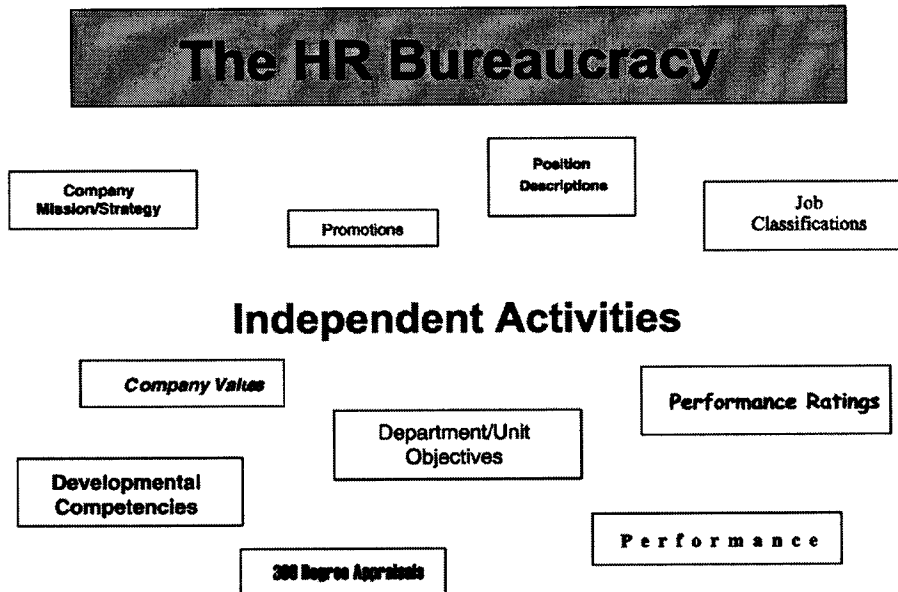 The HR Bureaucracy
Company
Mission/Strategy
Promotions
Position
Descriptions
Job
Classifications
Independent Activities
Company Values
Performance Ratings
Department/Unit
Objectives
Developmental
Competencies
Performance
360 Degree Appraisals